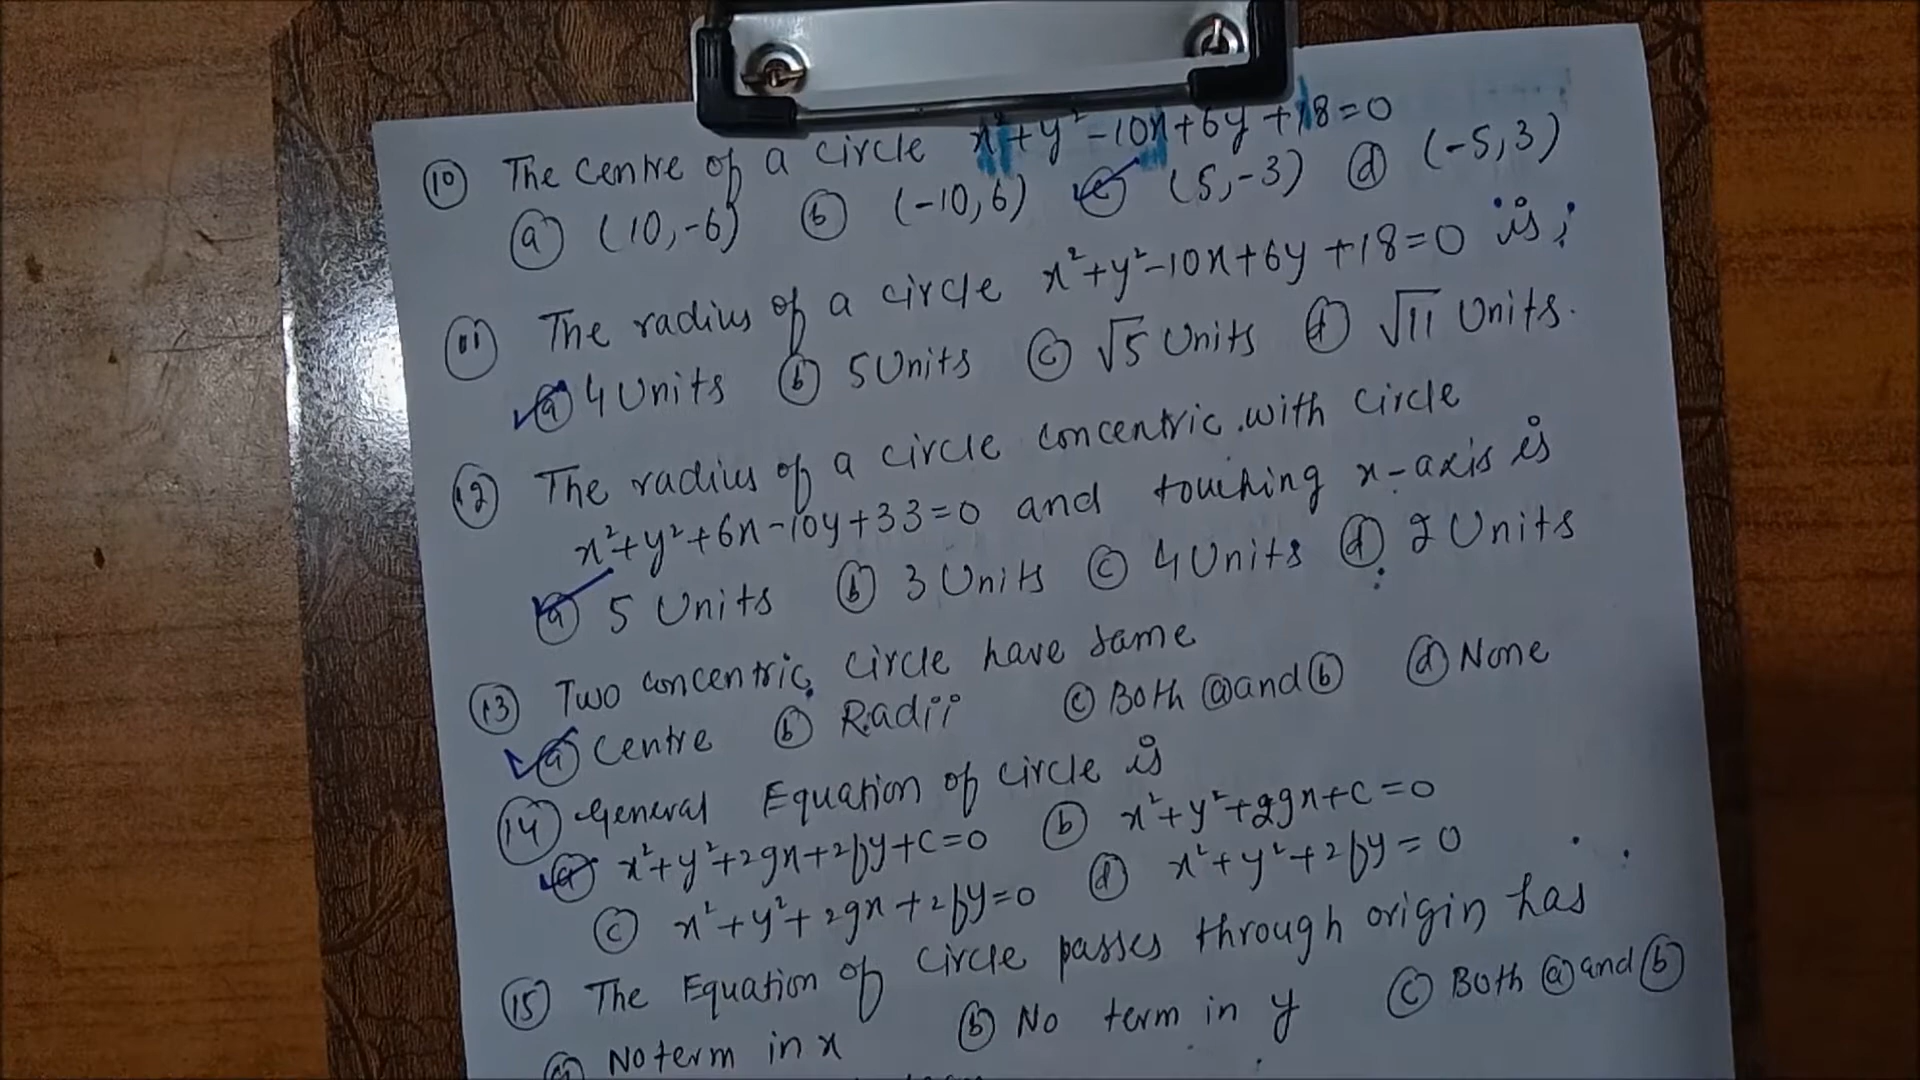 (10) The Centre of a circle x²+y²-10x+6y+18=0
(a) (10,-6) (b) (-10,6) (c) (5,-3) (d) (-5,3)
(11) The radius of a circle x²+y²-10x+6y+18=0 is;
(a) 4 Units (b) 5 Units (c) √5 Units (d) √11 Units.
(12) The radius of a circle concentric with circle
x²+y²+6x-10y+33=0 and touching x-axis is
(a) 5 Units (b) 3 Units (c) 4 Units (d) 2 Units
(13) Two concentric circle have same
(a) Centre (b) Radii (c) Both (a) and (b) (d) None
(14) General Equation of circle is
(a) x²+y²+2gx+2fy+c=0 (b) x²+y²+2gx+c=0
(c) x²+y²+2gx+2fy=0 (d) x²+y²+2fy=0
(15) The Equation of circle passes through origin has
(a) No term in x (b) No term in y (c) Both (a) and (b)